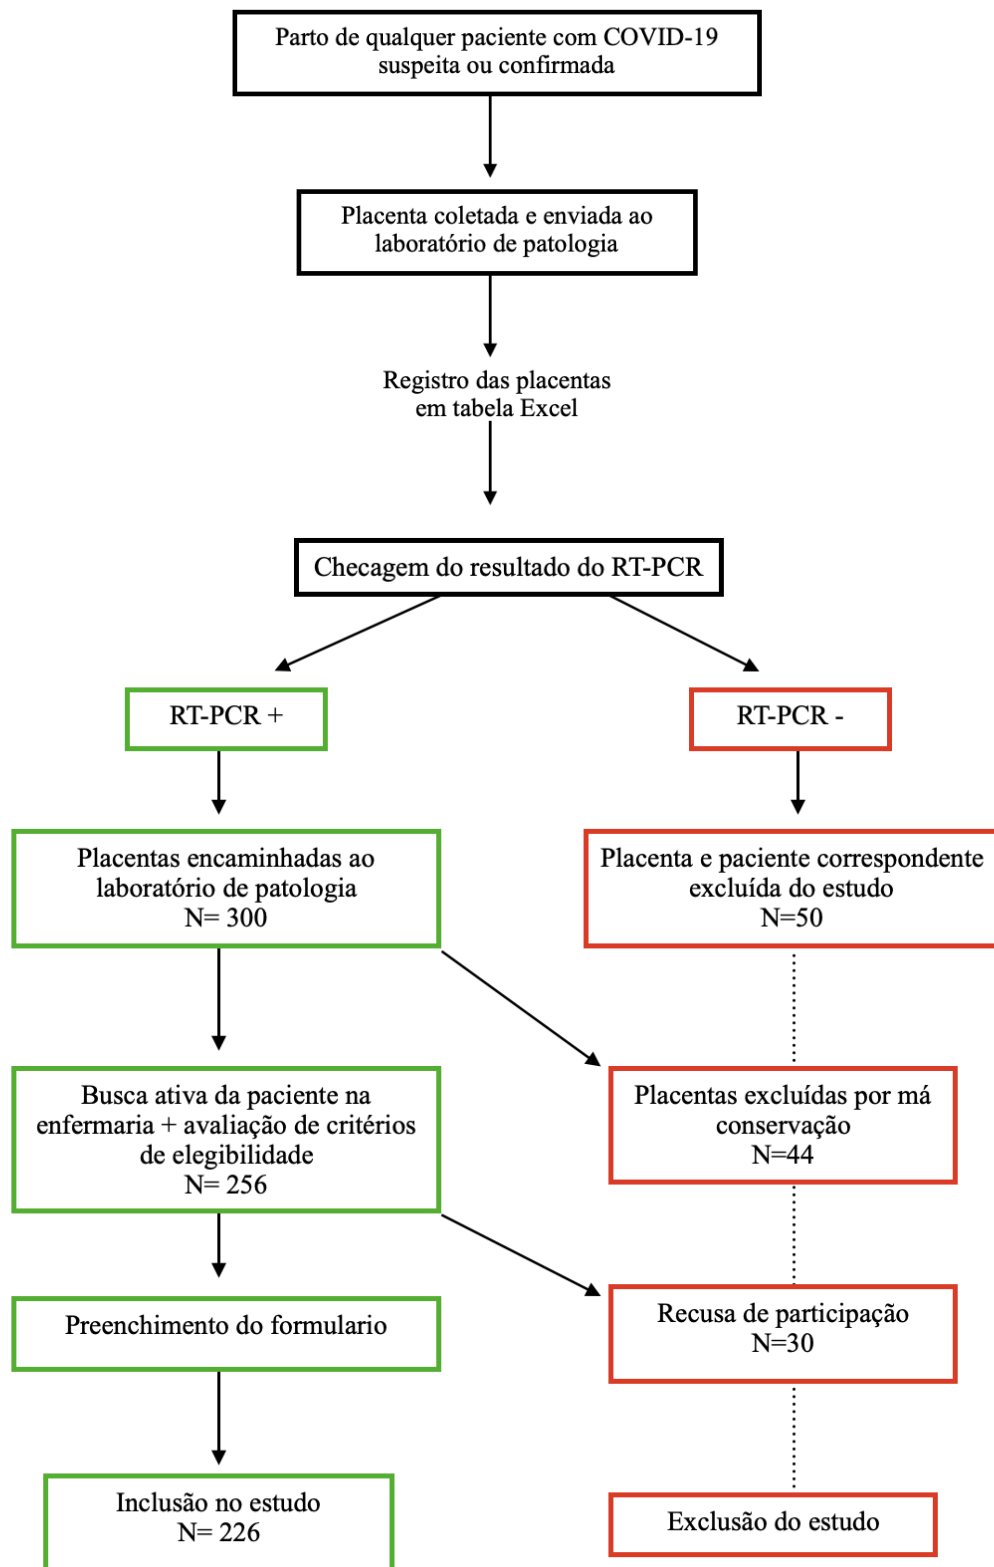 Parto de qualquer paciente com COVID-19
suspeita ou confirmada
Placenta coletada e enviada ao
laboratório de patologia
Registro das placentas
em tabela Excel
Checagem do resultado do RT-PCR
RT-PCR +
RT-PCR -
Placentas encaminhadas ao
laboratório de patologia
N= 300
Placenta e paciente correspondente
excluída do estudo
N=50
Busca ativa da paciente na
enfermaria + avaliação de critérios
de elegibilidade
N= 256
Placentas excluídas por má
conservação
N=44
Preenchimento do formulario
Recusa de participação
N=30
Inclusão no estudo
N= 226
Exclusão do estudo